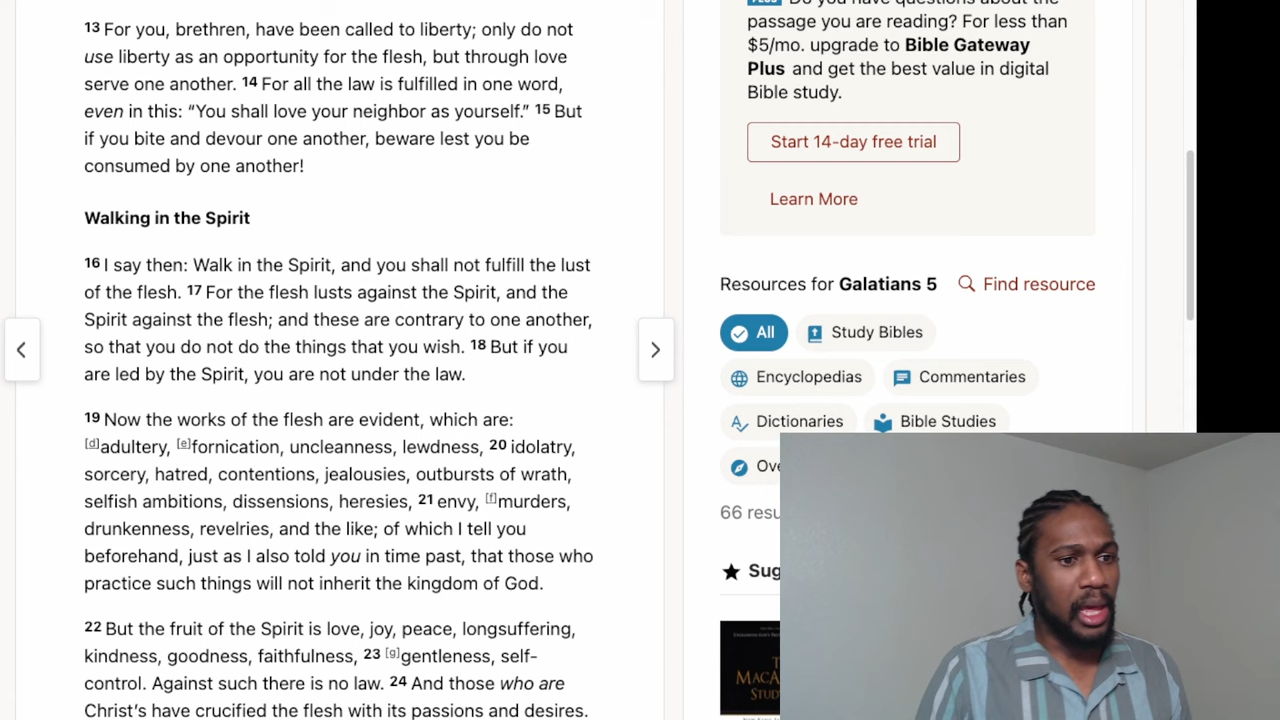 13 For you, brethren, have been called to liberty; only do not
use liberty as an opportunity for the flesh, but through love
serve one another. 14 For all the law is fulfilled in one word,
even in this: “You shall love your neighbor as yourself.” 15 But
if you bite and devour one another, beware lest you be
consumed by one another!
Walking in the Spirit
16 I say then: Walk in the Spirit, and you shall not fulfill the lust
of the flesh. 17 For the flesh lusts against the Spirit, and the
Spirit against the flesh; and these are contrary to one another,
so that you do not do the things that you wish. 18 But if you
are led by the Spirit, you are not under the law.
19 Now the works of the flesh are evident, which are:
[d]adultery, [e]fornication, uncleanness, lewdness, 20 idolatry,
sorcery, hatred, contentions, jealousies, outbursts of wrath,
selfish ambitions, dissensions, heresies, 21 envy, [f]murders,
drunkenness, revelries, and the like; of which I tell you
beforehand, just as I also told you in time past, that those who
practice such things will not inherit the kingdom of God.
22 But the fruit of the Spirit is love, joy, peace, longsuffering,
kindness, goodness, faithfulness, 23 [g]gentleness, self-
control. Against such there is no law. 24 And those who are
Christ’s have crucified the flesh with its passions and desires.
PLUS Do you have questions about the
passage you are reading? For less than
$5/mo. upgrade to Bible Gateway
Plus and get the best value in digital
Bible study.
Start 14-day free trial
Learn More
Resources for Galatians 5 Find resource
All Study Bibles
Encyclopedias Commentaries
Dictionaries Bible Studies
Ove
66 resu
Sug